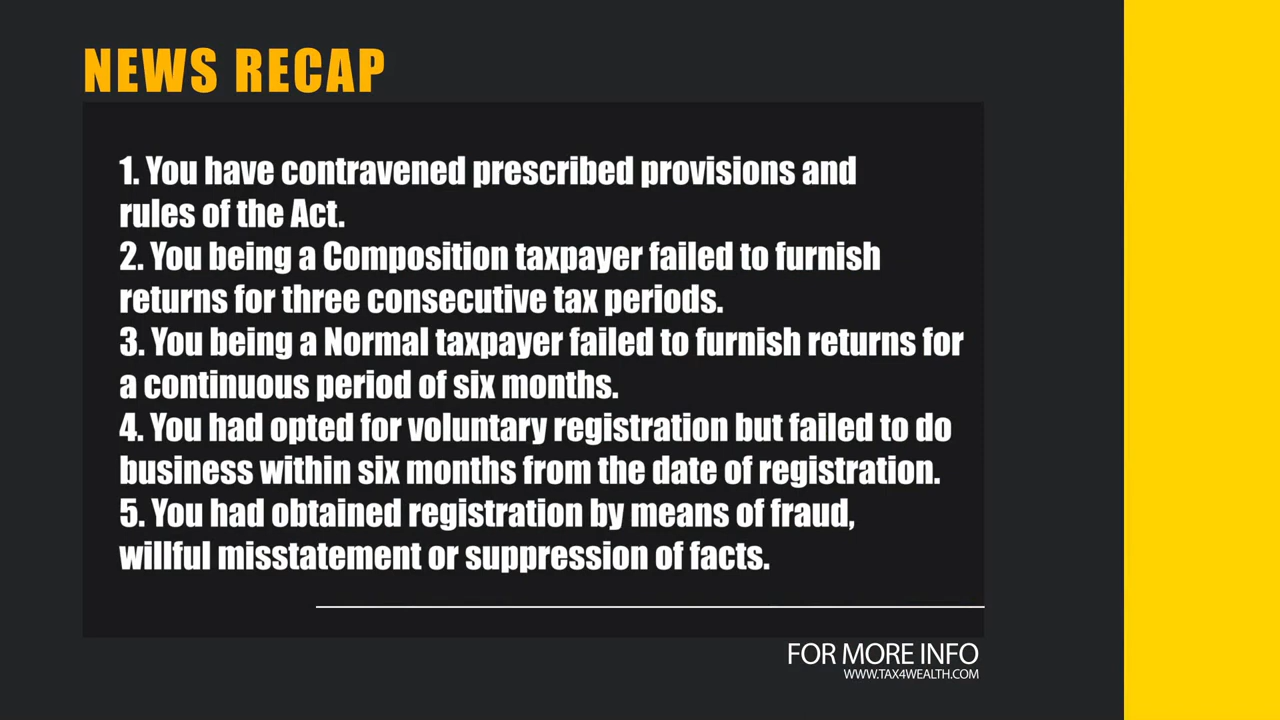 NEWS RECAP
1. You have contravened prescribed provisions and
rules of the Act.
2. You being a Composition taxpayer failed to furnish
returns for three consecutive tax periods.
3. You being a Normal taxpayer failed to furnish returns for
a continuous period of six months.
4. You had opted for voluntary registration but failed to do
business within six months from the date of registration.
5. You had obtained registration by means of fraud,
willful misstatement or suppression of facts.
FOR MORE INFO
WWW.TAX4WEALTH.COM